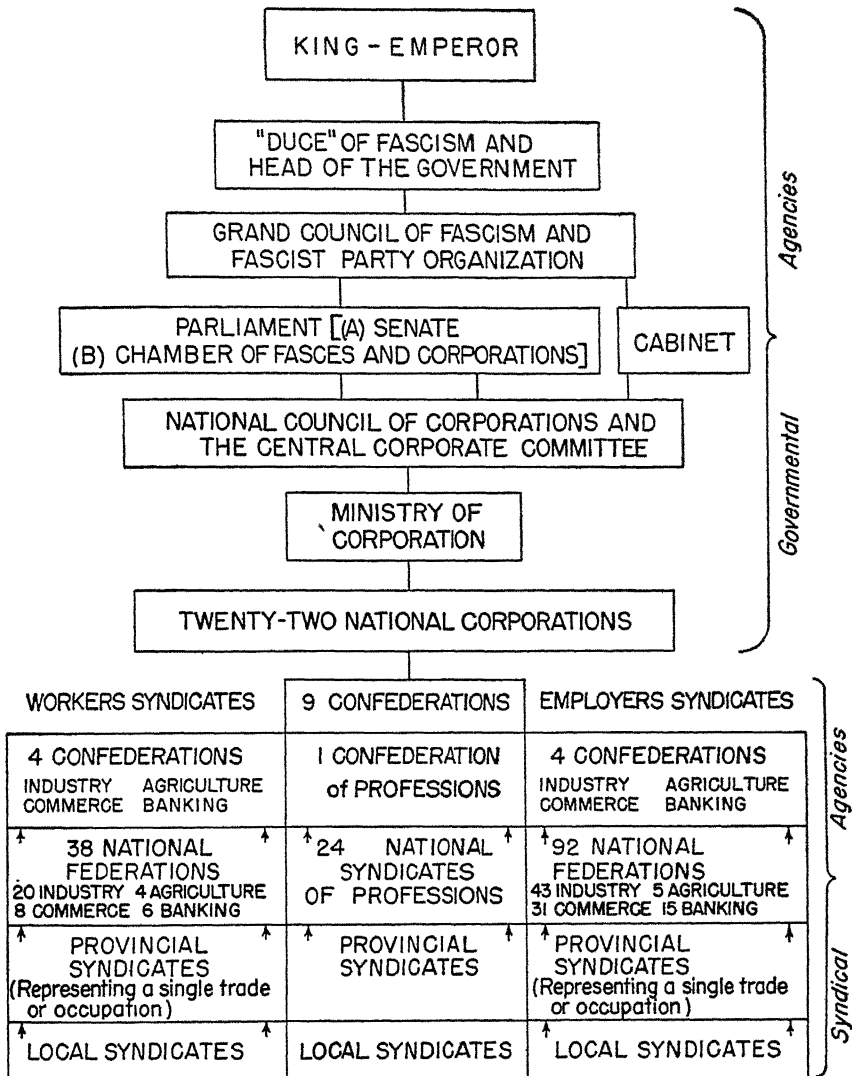 KING - EMPEROR
"DUCE" OF FASCISM AND
HEAD OF THE GOVERNMENT
GRAND COUNCIL OF FASCISM AND
FASCIST PARTY ORGANIZATION
PARLIAMENT [(A) SENATE
(B) CHAMBER OF FASCES AND CORPORATIONS]
CABINET
NATIONAL COUNCIL OF CORPORATIONS AND
THE CENTRAL CORPORATE COMMITTEE
MINISTRY OF
CORPORATION
TWENTY-TWO NATIONAL CORPORATIONS
Governmental Agencies
WORKERS SYNDICATES
9 CONFEDERATIONS
EMPLOYERS SYNDICATES
4 CONFEDERATIONS
INDUSTRY AGRICULTURE
COMMERCE BANKING
1 CONFEDERATION
of PROFESSIONS
4 CONFEDERATIONS
INDUSTRY AGRICULTURE
COMMERCE BANKING
38 NATIONAL
FEDERATIONS
20 INDUSTRY 4 AGRICULTURE
8 COMMERCE 6 BANKING
24 NATIONAL
SYNDICATES
OF PROFESSIONS
92 NATIONAL
FEDERATIONS
43 INDUSTRY 5 AGRICULTURE
31 COMMERCE 15 BANKING
PROVINCIAL
SYNDICATES
(Representing a single trade
or occupation)
PROVINCIAL
SYNDICATES
PROVINCIAL
SYNDICATES
(Representing a single trade
or occupation)
LOCAL SYNDICATES
LOCAL SYNDICATES
LOCAL SYNDICATES
Syndical Agencies